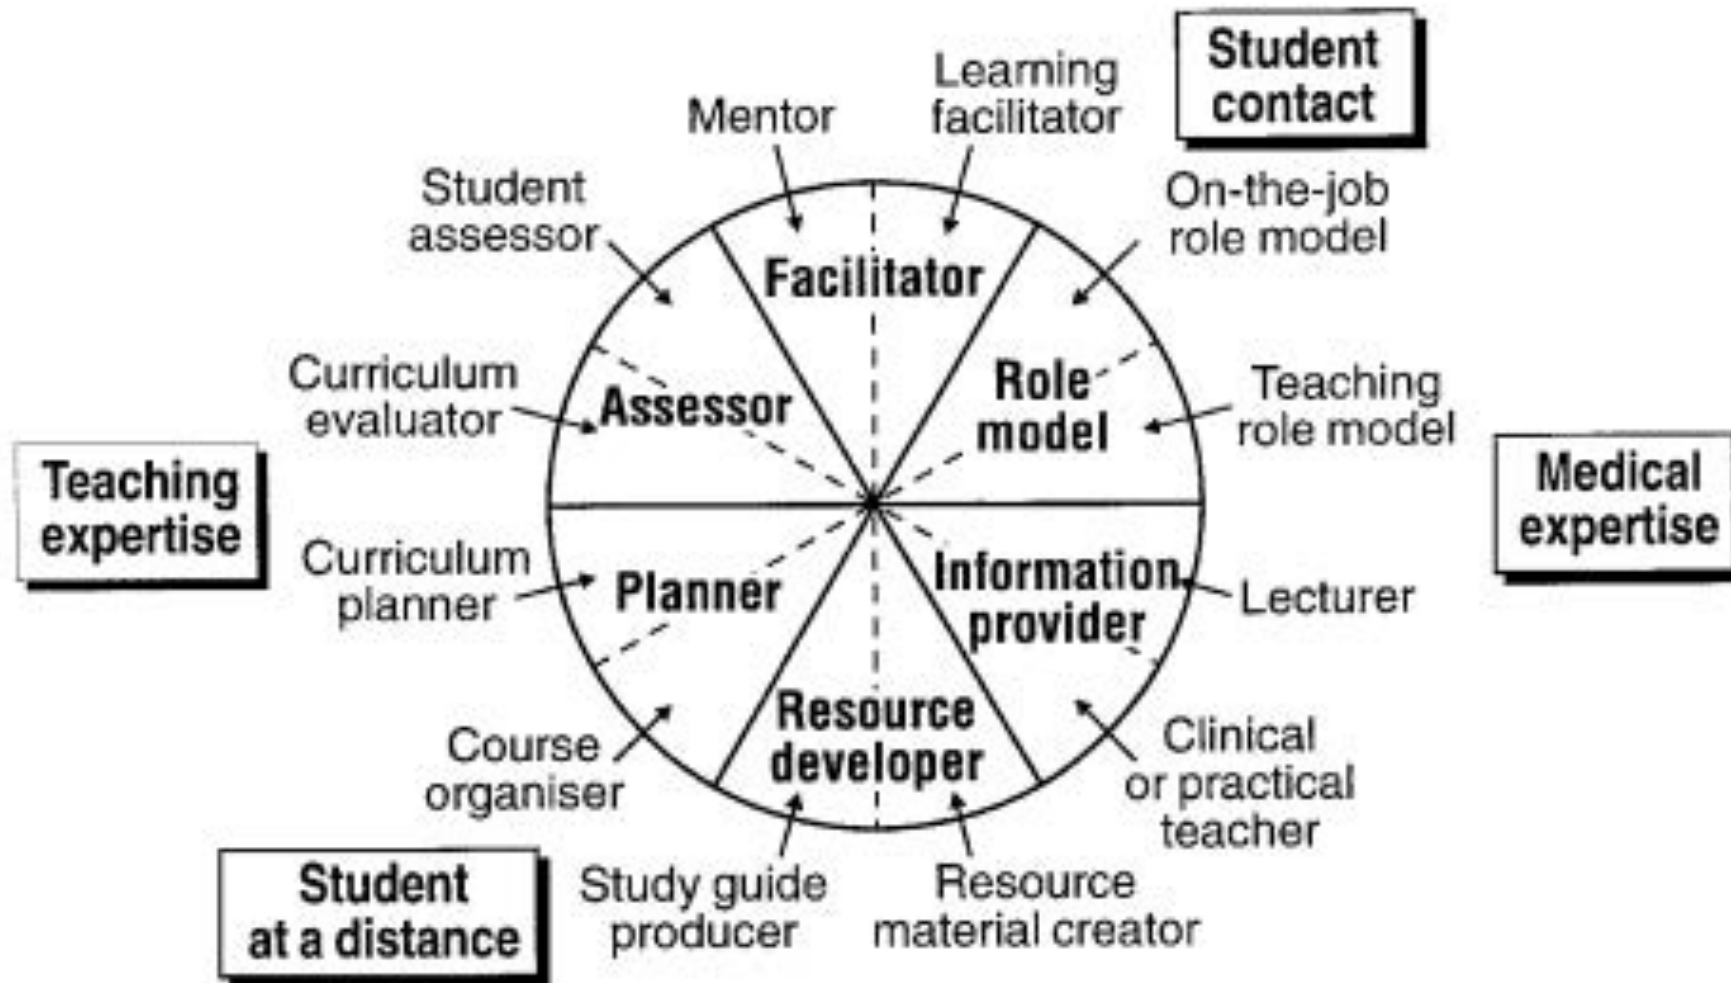 Student
contact
Learning
facilitator
Mentor
Student
assessor
On-the-job
role model
Facilitator
Curriculum
evaluator
Assessor
Role
model
Teaching
role model
Teaching
expertise
Medical
expertise
Curriculum
planner
Planner
Information
provider
Lecturer
Resource
developer
Course
organiser
Clinical
or practical
teacher
Student
at a distance
Study guide
producer
Resource
material creator